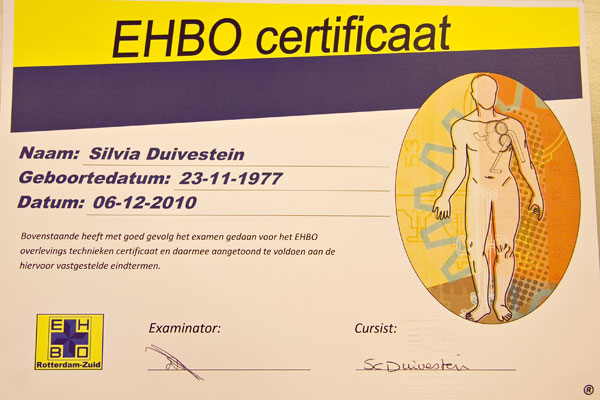 EHBO certificaat
Naam: Silvia Duivestein
Geboortedatum: 23-11-1977
Datum: 06-12-2010
Bovenstaande heeft met goed gevolg het examen gedaan voor het EHBO
overlevings technieken certificaat en daarmee aangetoond te voldoen aan de
hiervoor vastgestelde eindtermen.
Examinator:
Cursist:
EHBO
Rotterdam-Zuid
SC Duivestein
®